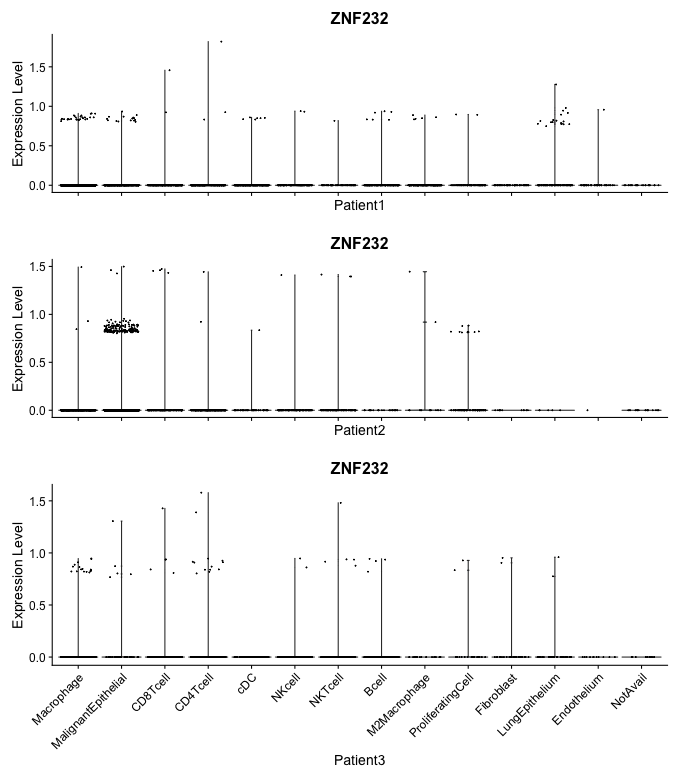 ZNF232
Expression Level
1.5
1.0
0.5
0.0
Patient1
ZNF232
Expression Level
1.5
1.0
0.5
0.0
Patient2
ZNF232
Expression Level
1.5
1.0
0.5
0.0
Macrophage
MalignantEpithelial
CD8Tcell
CD4Tcell
cDC
NKcell
NKTcell
Bcell
M2Macrophage
ProliferatingCell
Fibroblast
LungEpithelium
Endothelium
NotAvail
Patient3